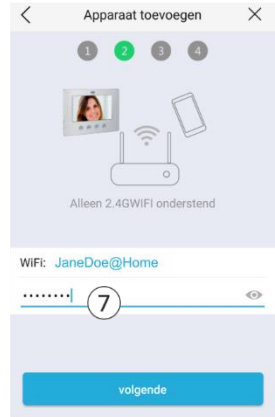 Apparaat toevoegen
1 2 3 4
Alleen 2.4GWIFI onderstend
WiFi: JaneDoe@Home
········
7
volgende